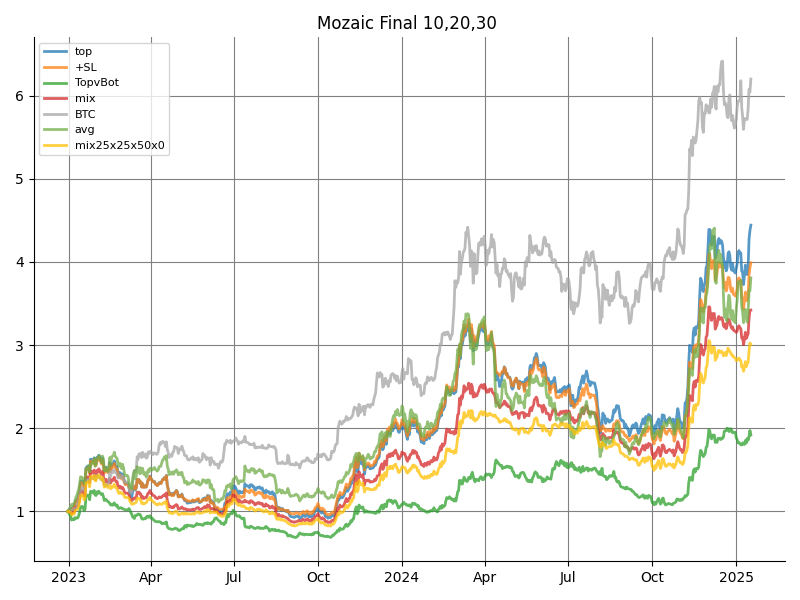 Mozaic Final 10,20,30
top
+SL
TopvBot
mix
BTC
avg
mix25x25x50x0
6
5
4
3
2
1
2023 Apr Jul Oct 2024 Apr Jul Oct 2025